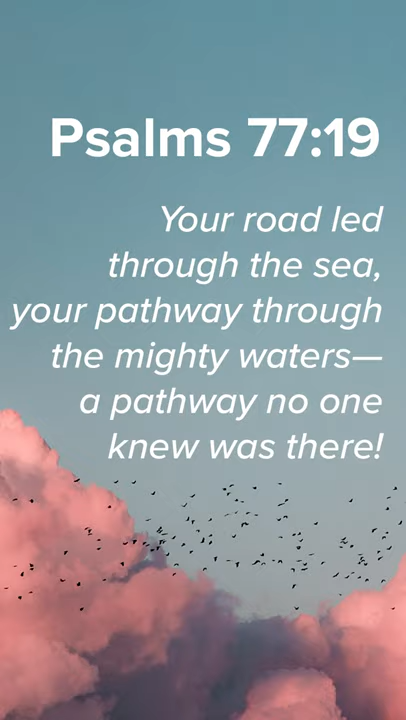 Psalms 77:19
Your road led
through the sea,
your pathway through
the mighty waters—
a pathway no one
knew was there!